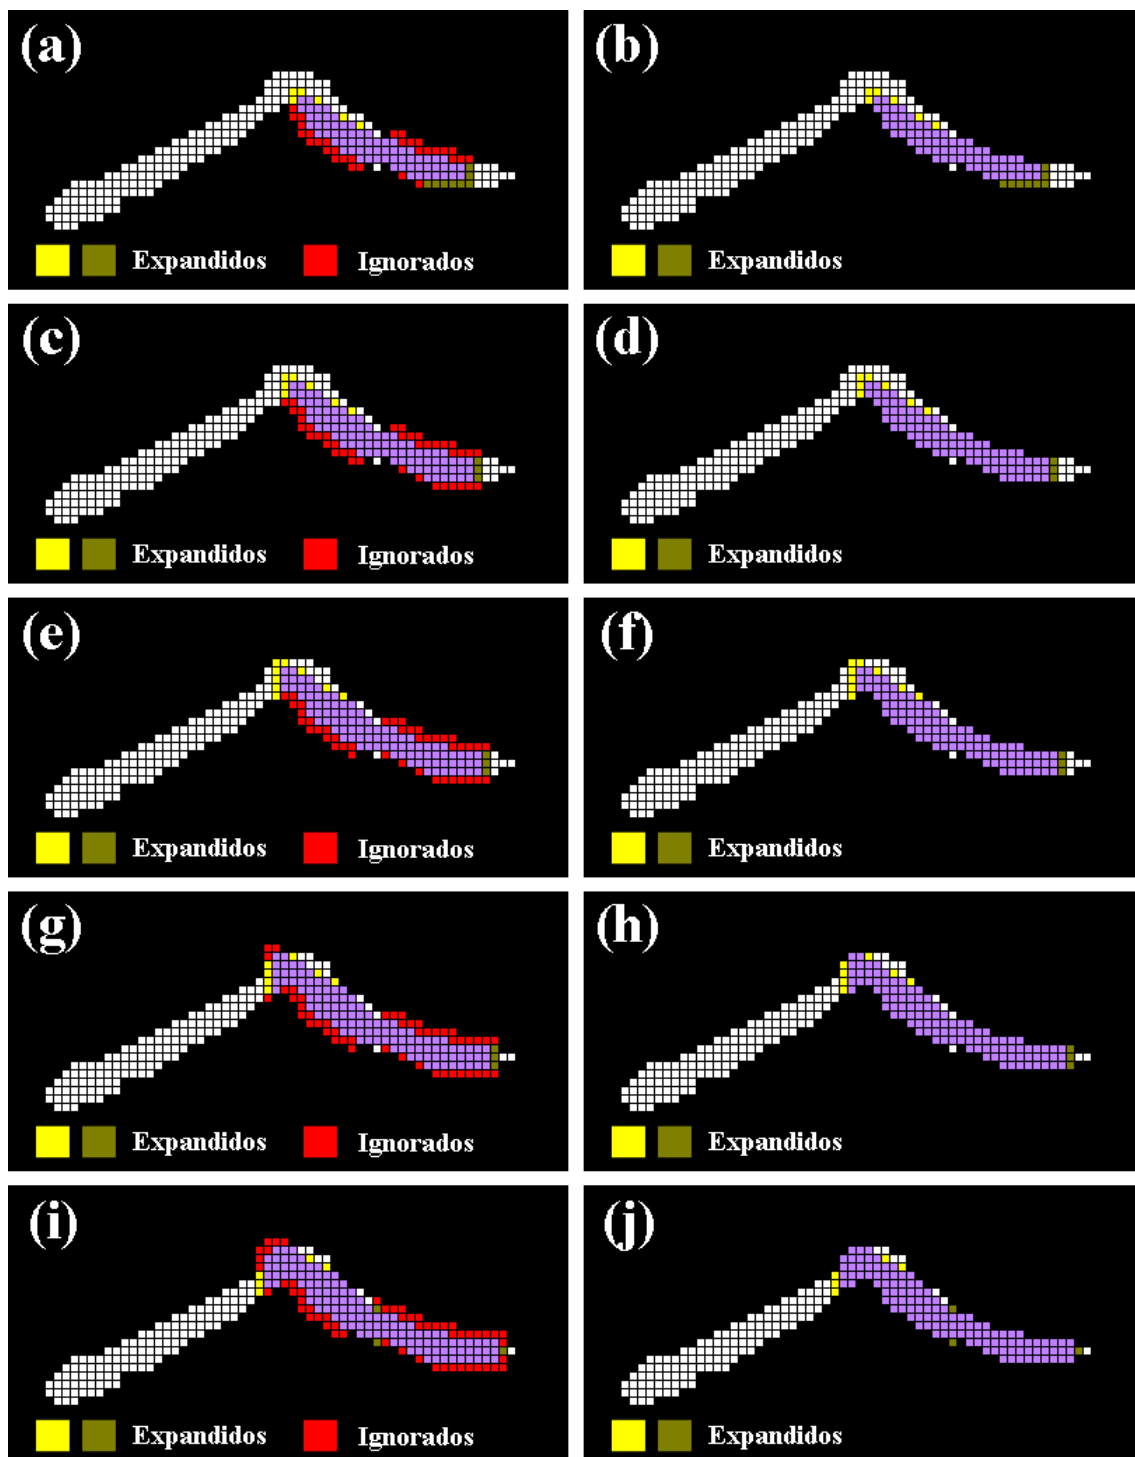 (a)
Expandidos Ignorados
(b)
Expandidos
(c)
Expandidos Ignorados
(d)
Expandidos
(e)
Expandidos Ignorados
(f)
Expandidos
(g)
Expandidos Ignorados
(h)
Expandidos
(i)
Expandidos Ignorados
(j)
Expandidos